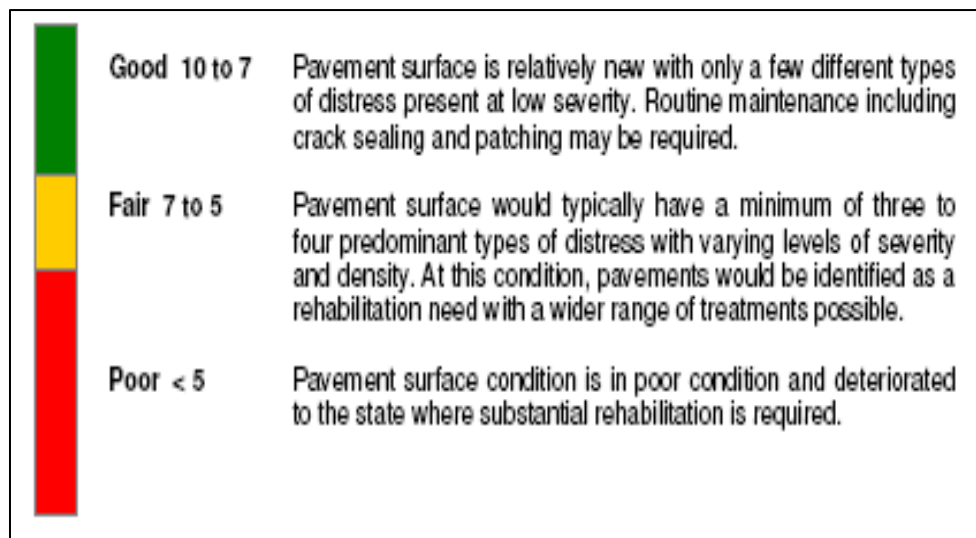 Good 10 to 7 Pavement surface is relatively new with only a few different types
of distress present at low severity. Routine maintenance including
crack sealing and patching may be required.
Fair 7 to 5 Pavement surface would typically have a minimum of three to
four predominant types of distress with varying levels of severity
and density. At this condition, pavements would be identified as a
rehabilitation need with a wider range of treatments possible.
Poor < 5 Pavement surface condition is in poor condition and deteriorated
to the state where substantial rehabilitation is required.